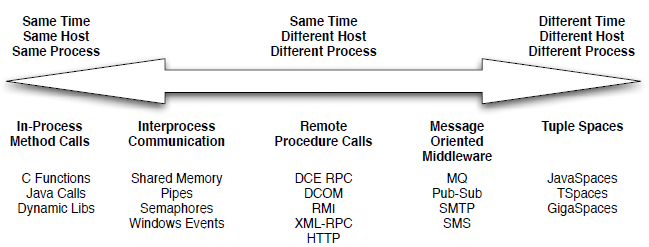 Same Time
Same Host
Same Process
Same Time
Different Host
Different Process
Different Time
Different Host
Different Process
In-Process
Method Calls
C Functions
Java Calls
Dynamic Libs
Interprocess
Communication
Shared Memory
Pipes
Semaphores
Windows Events
Remote
Procedure Calls
DCE RPC
DCOM
RMI
XML-RPC
HTTP
Message
Oriented
Middleware
MQ
Pub-Sub
SMTP
SMS
Tuple Spaces
JavaSpaces
TSpaces
GigaSpaces